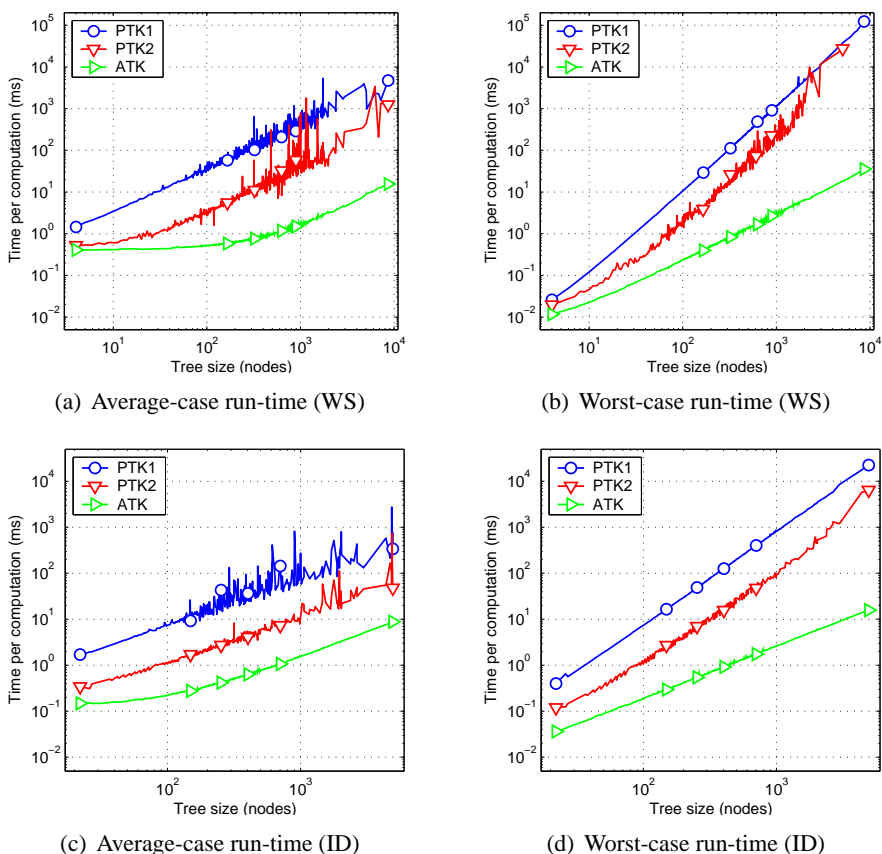 PTK1
PTK2
ATK
Time per computation (ms)
10^5
10^4
10^3
10^2
10^1
10^0
10^-1
10^-2
10^1 10^2 10^3 10^4
Tree size (nodes)
(a) Average-case run-time (WS)
PTK1
PTK2
ATK
Time per computation (ms)
10^5
10^4
10^3
10^2
10^1
10^0
10^-1
10^-2
10^1 10^2 10^3 10^4
Tree size (nodes)
(b) Worst-case run-time (WS)
PTK1
PTK2
ATK
Time per computation (ms)
10^4
10^3
10^2
10^1
10^0
10^-1
10^-2
10^2 10^3
Tree size (nodes)
(c) Average-case run-time (ID)
PTK1
PTK2
ATK
Time per computation (ms)
10^4
10^3
10^2
10^1
10^0
10^-1
10^-2
10^2 10^3
Tree size (nodes)
(d) Worst-case run-time (ID)